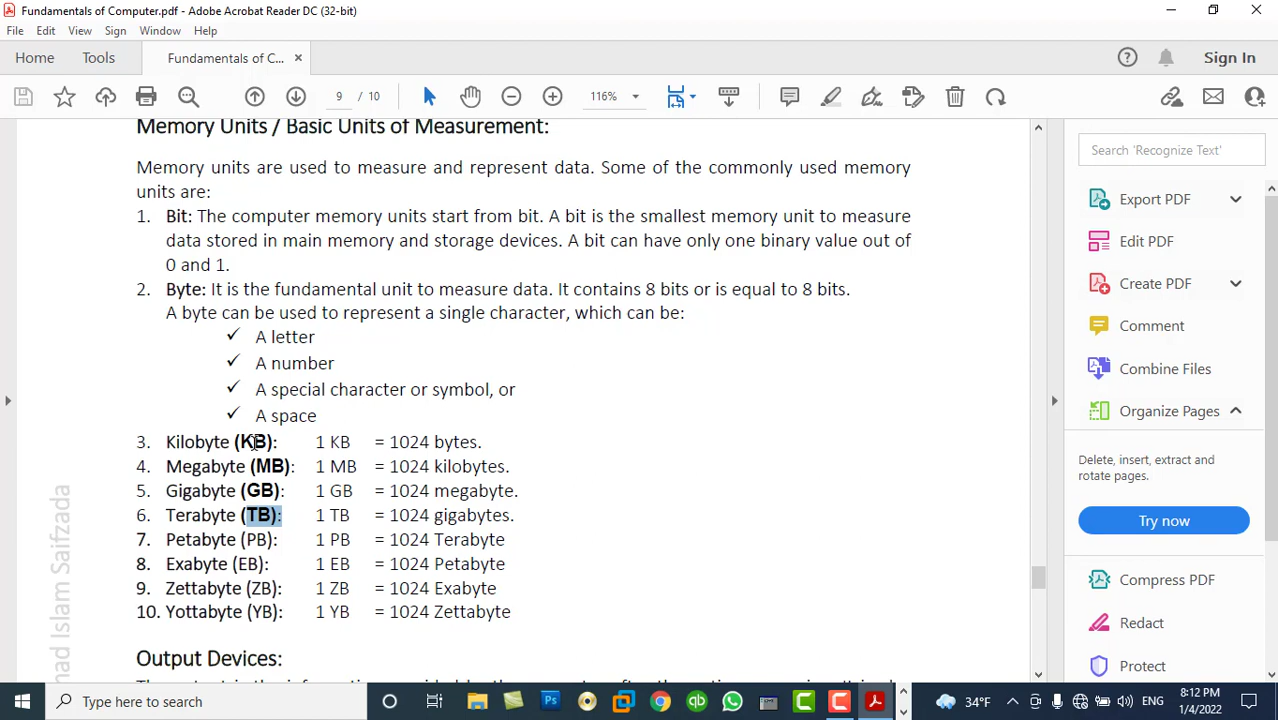 Fundamentals of Computer.pdf - Adobe Acrobat Reader DC (32-bit)
File Edit View Sign Window Help
Home Tools Fundamentals of C... × Sign In
9 / 10 116%
Memory Units / Basic Units of Measurement:
Memory units are used to measure and represent data. Some of the commonly used memory
units are:
1. Bit: The computer memory units start from bit. A bit is the smallest memory unit to measure
data stored in main memory and storage devices. A bit can have only one binary value out of
0 and 1.
2. Byte: It is the fundamental unit to measure data. It contains 8 bits or is equal to 8 bits.
A byte can be used to represent a single character, which can be:
✓ A letter
✓ A number
✓ A special character or symbol, or
✓ A space
3. Kilobyte (KB): 1 KB = 1024 bytes.
4. Megabyte (MB): 1 MB = 1024 kilobytes.
5. Gigabyte (GB): 1 GB = 1024 megabyte.
6. Terabyte (TB): 1 TB = 1024 gigabytes.
7. Petabyte (PB): 1 PB = 1024 Terabyte
8. Exabyte (EB): 1 EB = 1024 Petabyte
9. Zettabyte (ZB): 1 ZB = 1024 Exabyte
10. Yottabyte (YB): 1 YB = 1024 Zettabyte
Output Devices:
Islam Saifzada
Search 'Recognize Text'
Export PDF
Edit PDF
Create PDF
Comment
Combine Files
Organize Pages
Delete, insert, extract and
rotate pages.
Try now
Compress PDF
Redact
Protect
Type here to search
34°F ENG 8:12 PM
1/4/2022